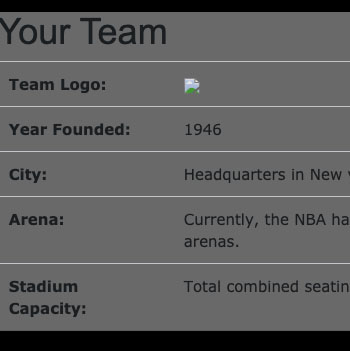 Your Team
Team Logo:
Year Founded: 1946
City: Headquarters in New
Arena: Currently, the NBA ha
arenas.
Stadium Total combined seatin
Capacity: